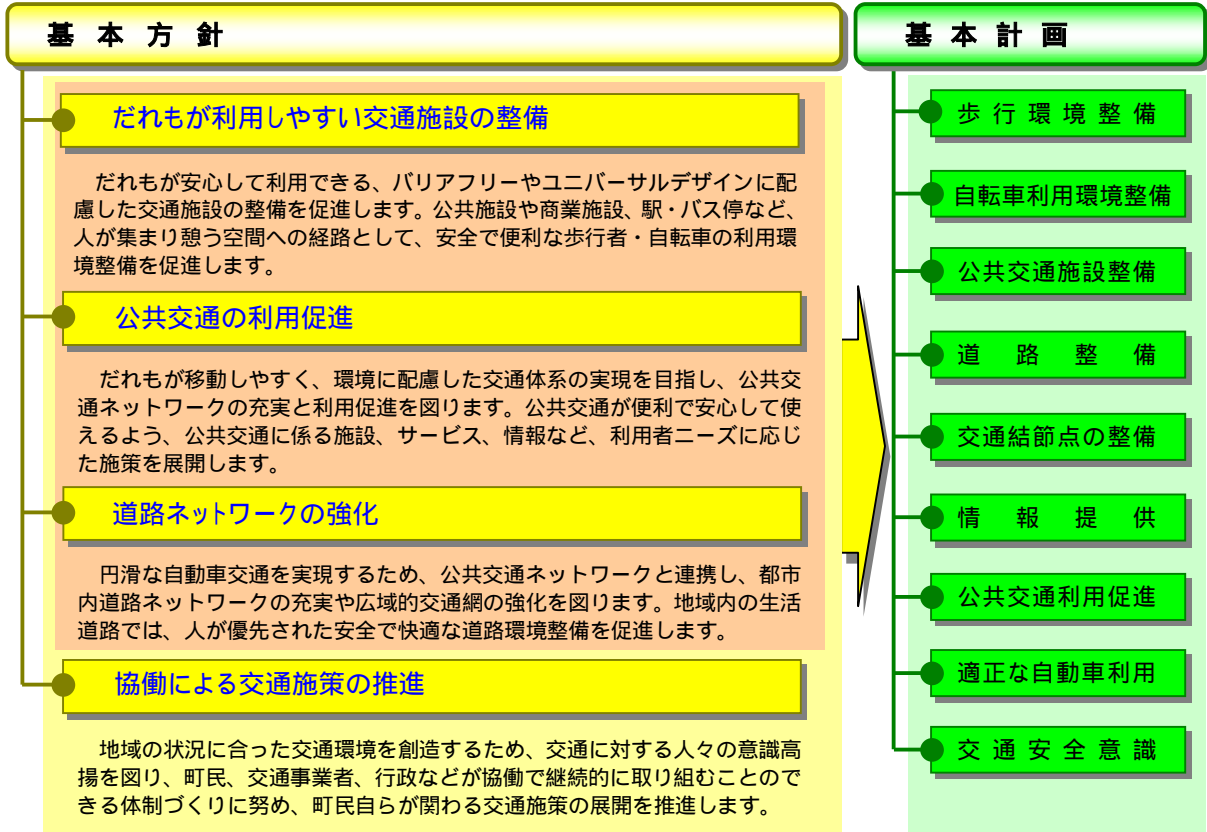 基本方針
だれもが利用しやすい交通施設の整備
だれもが安心して利用できる、バリアフリーやユニバーサルデザインに配
慮した交通施設の整備を促進します。公共施設や商業施設、駅・バス停など、
人が集まり憩う空間への経路として、安全で便利な歩行者・自転車の利用環
境整備を促進します。
公共交通の利用促進
だれもが移動しやすく、環境に配慮した交通体系の実現を目指し、公共交
通ネットワークの充実と利用促進を図ります。公共交通が便利で安心して使
えるよう、公共交通に係る施設、サービス、情報など、利用者ニーズに応じ
た施策を展開します。
道路ネットワークの強化
円滑な自動車交通を実現するため、公共交通ネットワークと連携し、都市
内道路ネットワークの充実や広域的交通網の強化を図ります。地域内の生活
道路では、人が優先された安全で快適な道路環境整備を促進します。
協働による交通施策の推進
地域の状況に合った交通環境を創造するため、交通に対する人々の意識高
揚を図り、町民、交通事業者、行政などが協働で継続的に取り組むことので
きる体制づくりに努め、町民自らが関わる交通施策の展開を推進します。
基本計画
歩行環境整備
自転車利用環境整備
公共交通施設整備
道路整備
交通結節点の整備
情報提供
公共交通利用促進
適正な自動車利用
交通安全意識